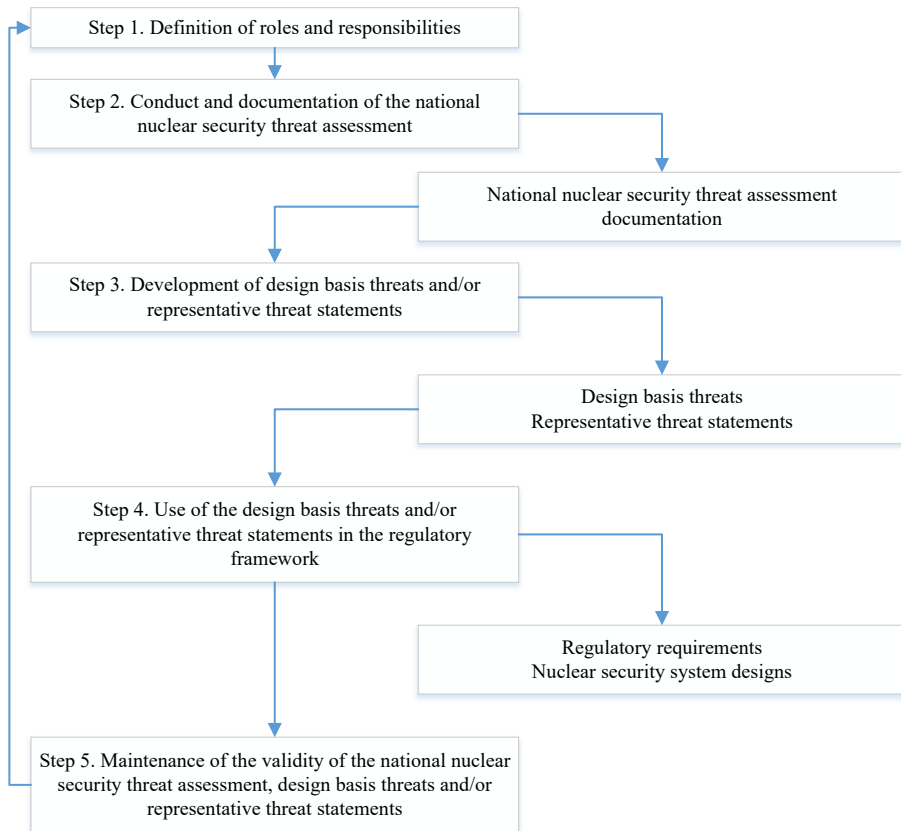 Step 1. Definition of roles and responsibilities
Step 2. Conduct and documentation of the national
nuclear security threat assessment
National nuclear security threat assessment
documentation
Step 3. Development of design basis threats and/or
representative threat statements
Design basis threats
Representative threat statements
Step 4. Use of the design basis threats and/or
representative threat statements in the regulatory
framework
Regulatory requirements
Nuclear security system designs
Step 5. Maintenance of the validity of the national nuclear
security threat assessment, design basis threats and/or
representative threat statements